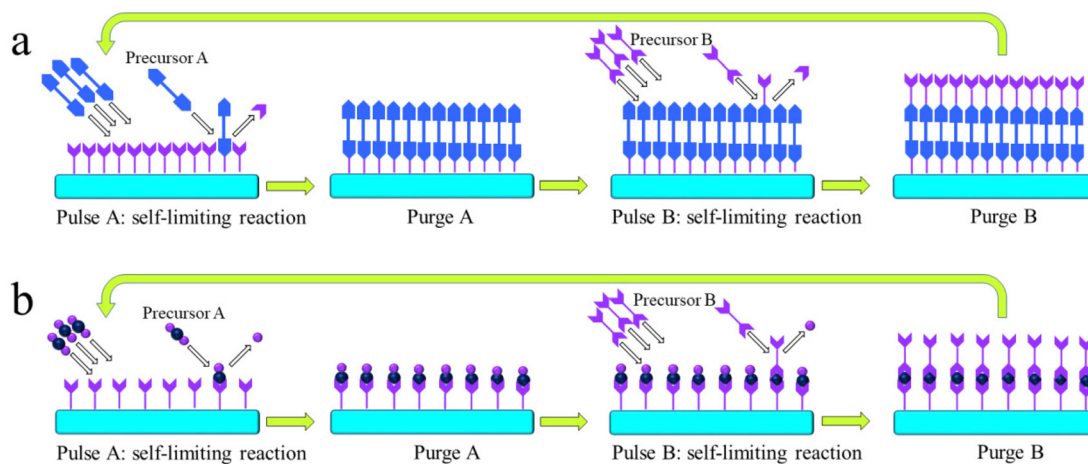 a
Precursor A
Precursor B
Pulse A: self-limiting reaction
Purge A
Pulse B: self-limiting reaction
Purge B
b
Precursor A
Precursor B
Pulse A: self-limiting reaction
Purge A
Pulse B: self-limiting reaction
Purge B